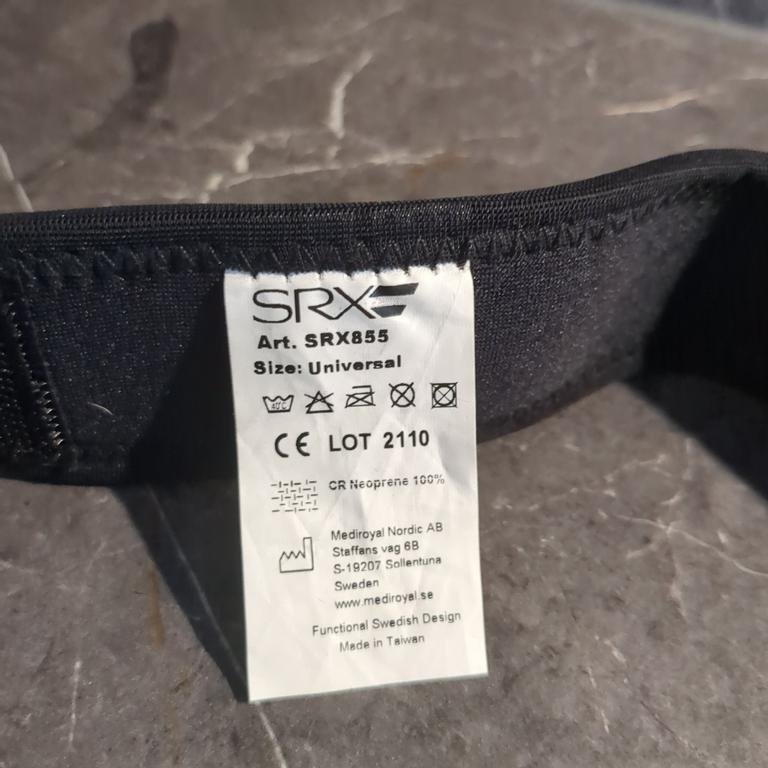 SRX
Art. SRX855
Size: Universal
40°C
CE LOT 2110
CR Neoprene 100%
Mediroyal Nordic AB
Staffans vag 6B
S-19207 Sollentuna
Sweden
www.mediroyal.se
Functional Swedish Design
Made in Taiwan